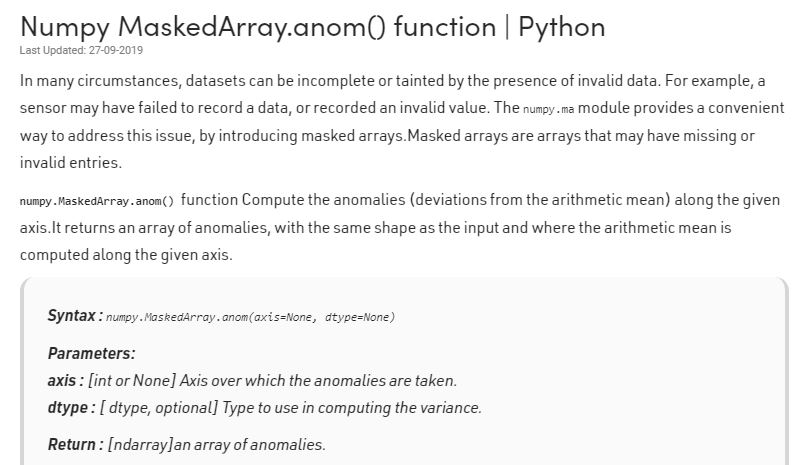 Numpy MaskedArray.anom() function | Python
Last Updated: 27-09-2019
In many circumstances, datasets can be incomplete or tainted by the presence of invalid data. For example, a
sensor may have failed to record a data, or recorded an invalid value. The numpy.ma module provides a convenient
way to address this issue, by introducing masked arrays.Masked arrays are arrays that may have missing or
invalid entries.
numpy.MaskedArray.anom() function Compute the anomalies (deviations from the arithmetic mean) along the given
axis.It returns an array of anomalies, with the same shape as the input and where the arithmetic mean is
computed along the given axis.
Syntax : numpy.MaskedArray.anom(axis=None, dtype=None)
Parameters:
axis : [int or None] Axis over which the anomalies are taken.
dtype : [ dtype, optional] Type to use in computing the variance.
Return : [ndarray]an array of anomalies.